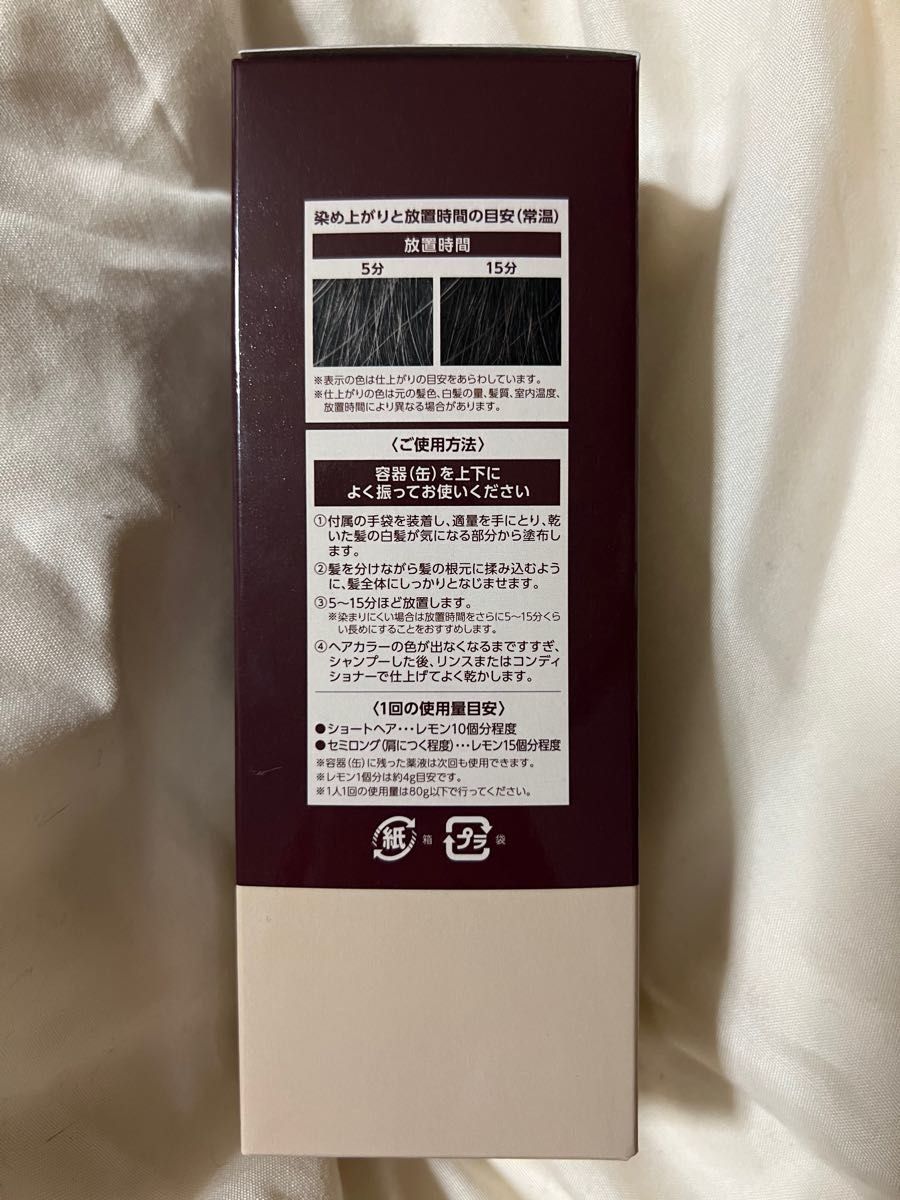 染め上がりと放置時間の目安(常温)
放置時間
5分 15分
※表示の色は仕上がりの目安をあらわしています。
※仕上がりの色は元の髪色、白髪の量、髪質、室内温度、
放置時間により異なる場合があります。
〈ご使用方法〉
容器(缶)を上下に
よく振ってお使いください
①付属の手袋を装着し、適量を手にとり、乾
いた髪の白髪が気になる部分から塗布し
ます。
②髪を分けながら髪の根元に揉み込むよう
に、髪全体にしっかりとなじませます。
③5〜15分ほど放置します。
※染まりにくい場合は放置時間をさらに5〜15分くら
い長めにすることをおすすめします。
④ヘアカラーの色が出なくなるまですすぎ、
シャンプーした後、リンスまたはコンディ
ショナーで仕上げてよく乾かします。
〈1回の使用量目安〉
●ショートヘア・・・レモン10個分程度
●セミロング(肩につく程度)・・・レモン15個分程度
※容器(缶)に残った薬液は次回も使用できます。
※レモン1個分は約4g目安です。
※1人1回の使用量は80g以下で行ってください。
紙 箱 プラ 袋